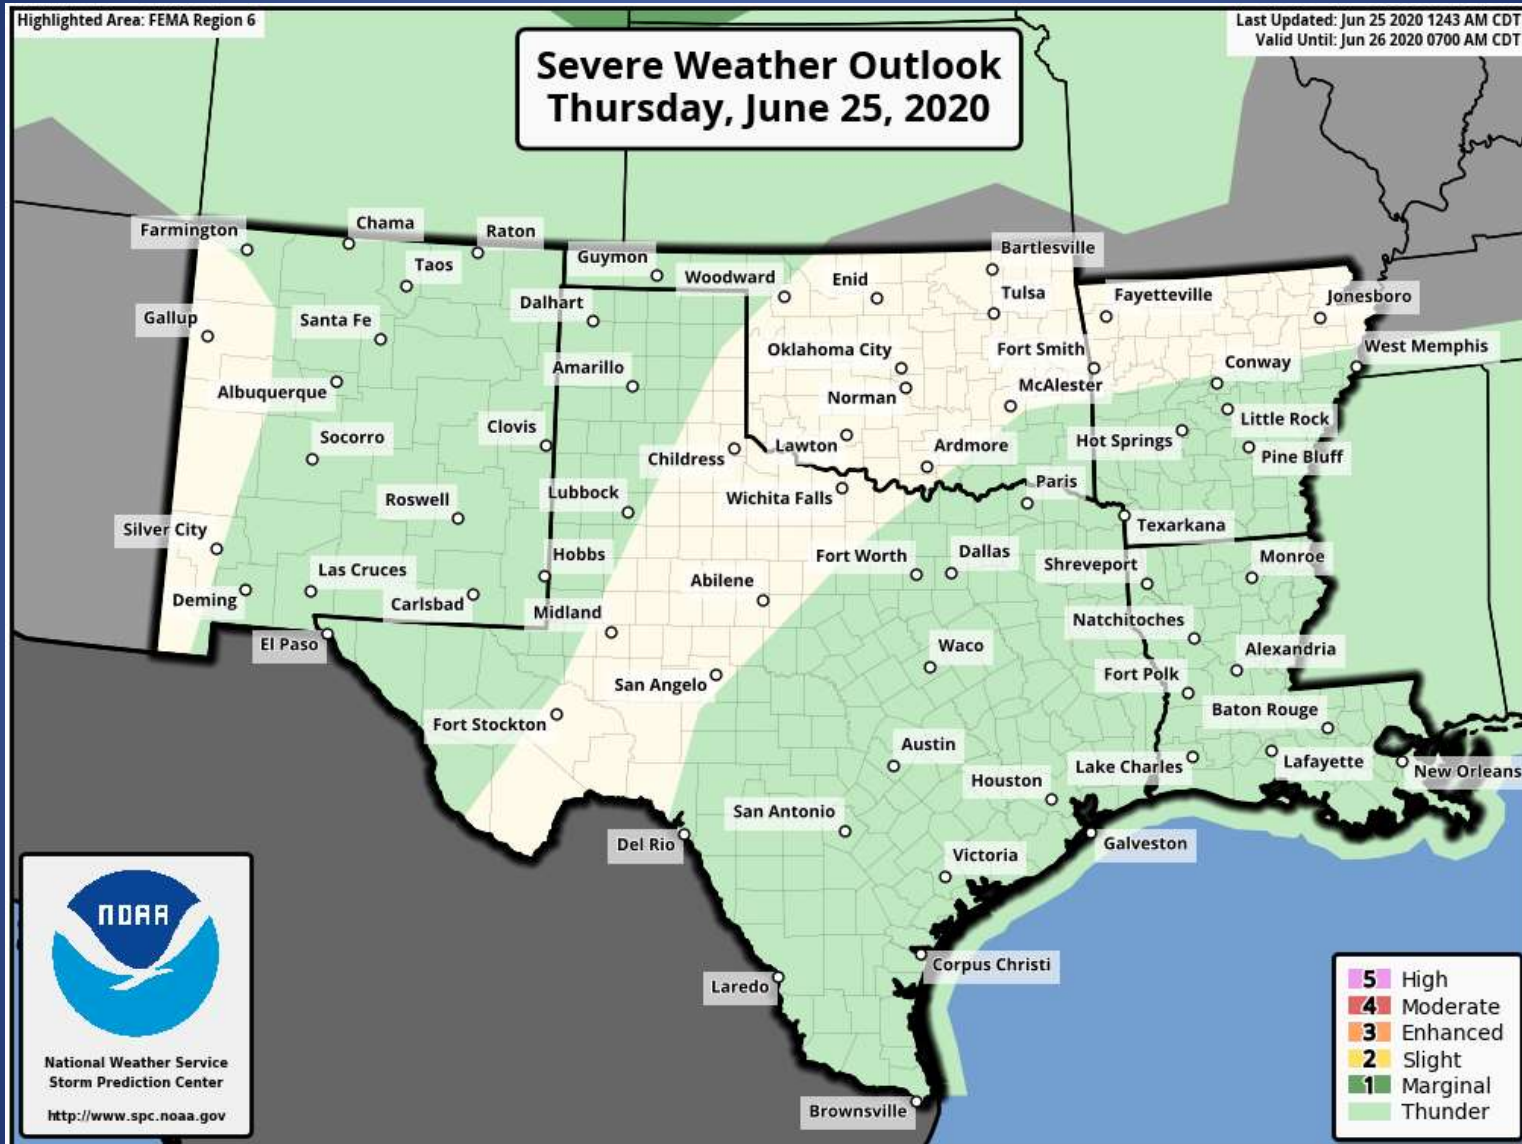 Highlighted Area: FEMA Region 6
Last Updated: Jun 25 2020 1243 AM CDT
Valid Until: Jun 26 2020 0700 AM CDT
Severe Weather Outlook
Thursday, June 25, 2020
Farmington
Chama
Raton
Taos
Guymon
Woodward
Enid
Bartlesville
Tulsa
Fayetteville
Jonesboro
Gallup
Santa Fe
Dalhart
Oklahoma City
Fort Smith
Conway
West Memphis
Albuquerque
Amarillo
Norman
McAlester
Little Rock
Socorro
Clovis
Childress
Lawton
Ardmore
Hot Springs
Pine Bluff
Roswell
Lubbock
Wichita Falls
Paris
Texarkana
Silver City
Hobbs
Fort Worth
Dallas
Shreveport
Monroe
Las Cruces
Deming
Carlsbad
Midland
Abilene
Natchitoches
El Paso
Waco
Alexandria
San Angelo
Fort Polk
Fort Stockton
Baton Rouge
Austin
Houston
Lake Charles
Lafayette
New Orleans
San Antonio
Del Rio
Victoria
Galveston
Corpus Christi
Laredo
Brownsville
NOAA
National Weather Service
Storm Prediction Center
http://www.spc.noaa.gov
5 High
4 Moderate
3 Enhanced
2 Slight
1 Marginal
Thunder